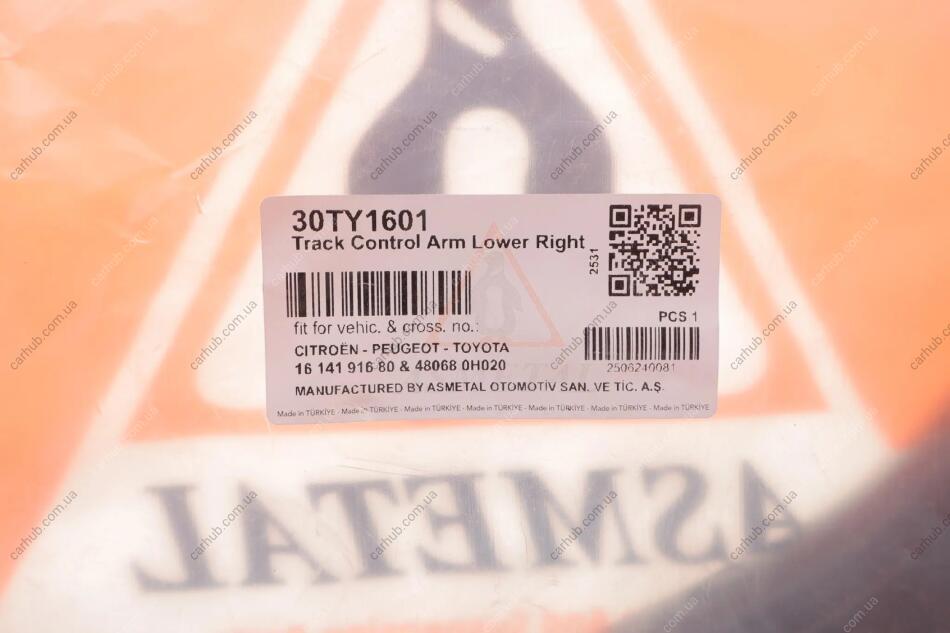 30TY1601
Track Control Arm Lower Right
2531
fit for vehic. & cross. no.:
PCS 1
CITROËN - PEUGEOT - TOYOTA
16 141 916 80 & 48068 0H020
2506240081
MANUFACTURED BY ASMETAL OTOMOTİV SAN. VE TİC. A.Ş.
Made in TÜRKİYE - Made in TÜRKİYE - Made in TÜRKİYE - Made in TÜRKİYE - Made in TÜRKİYE - Made in TÜRKİYE - Made in TÜRKİYE
ASMETAL
carhub.com.ua